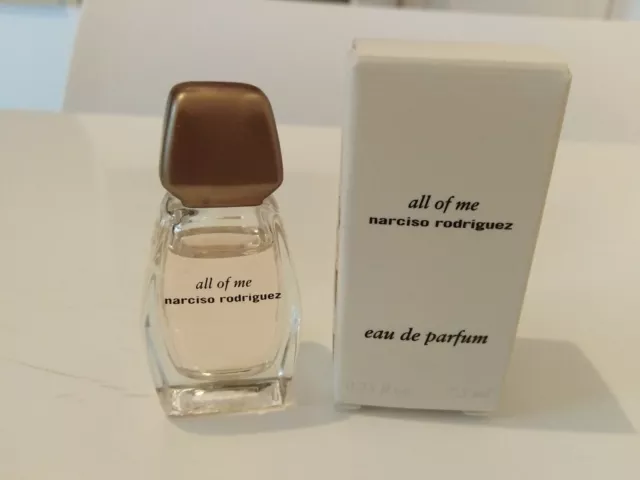 all of me
narciso rodriguez
all of me
narciso rodriguez
eau de parfum